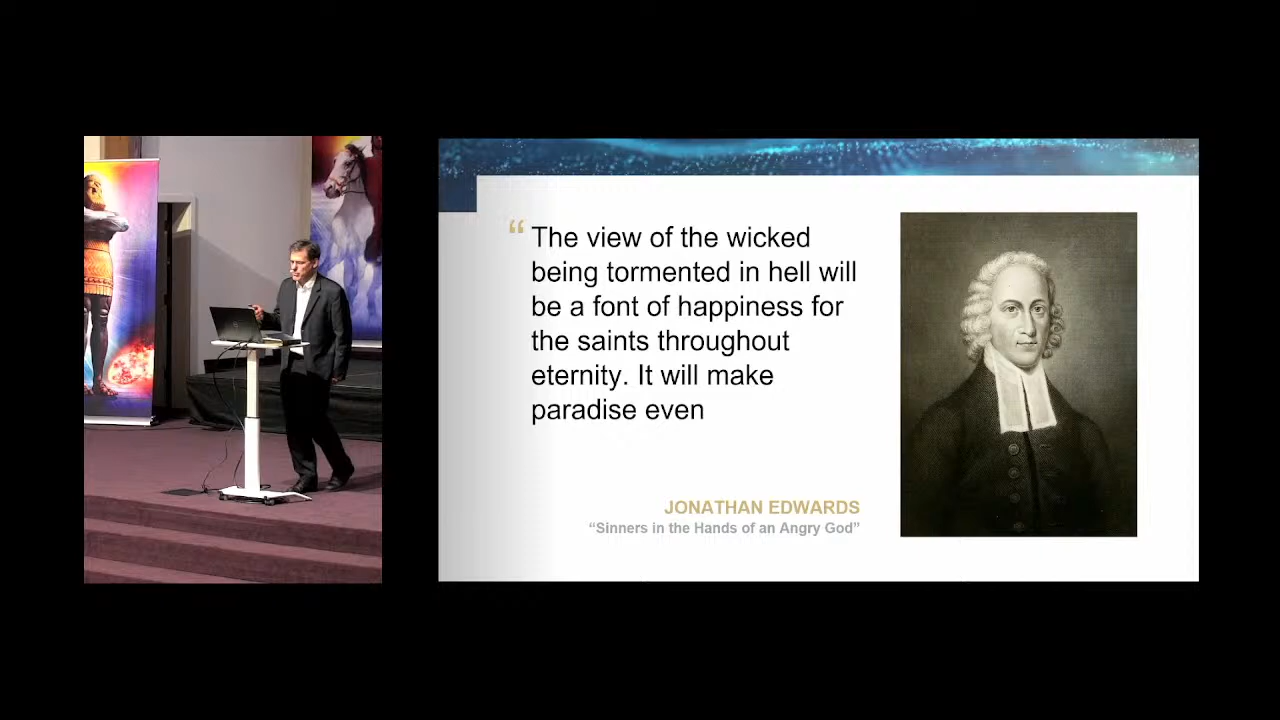 “ The view of the wicked
being tormented in hell will
be a font of happiness for
the saints throughout
eternity. It will make
paradise even
JONATHAN EDWARDS
“Sinners in the Hands of an Angry God”